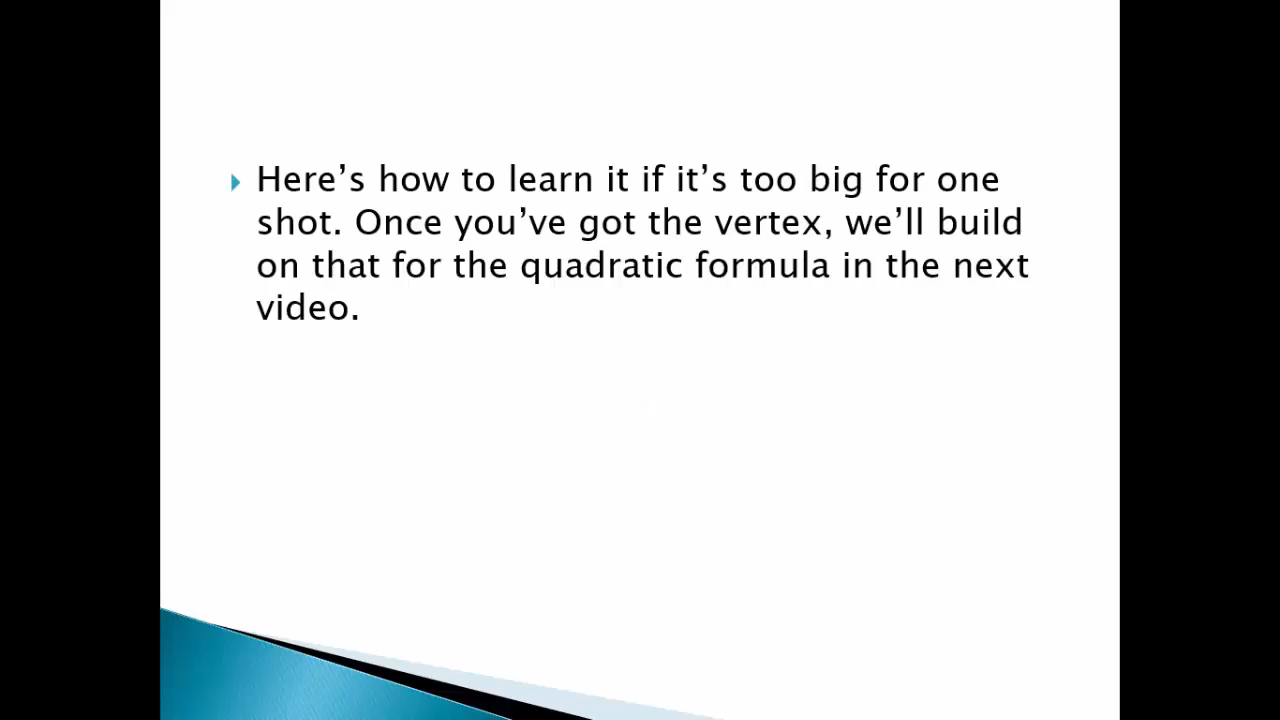 Here’s how to learn it if it’s too big for one
shot. Once you’ve got the vertex, we’ll build
on that for the quadratic formula in the next
video.